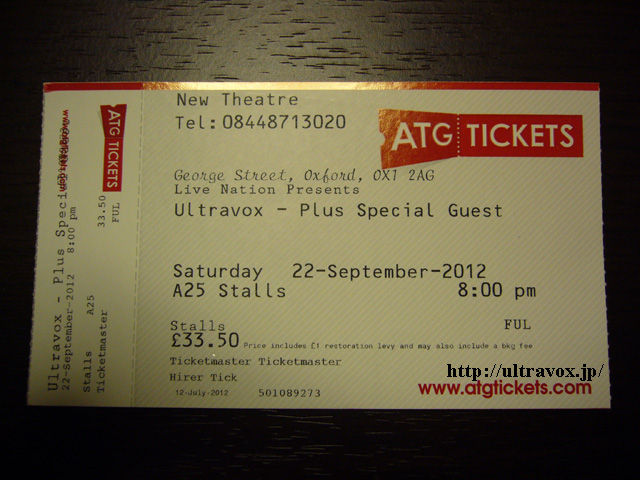 New Theatre
Tel:08448713020
ATG TICKETS
George Street, Oxford, OX1 2AG
Live Nation Presents
Ultravox - Plus Special Guest
Saturday 22-September-2012
A25 Stalls 8:00 pm
Stalls FUL
£33.50 Price includes £1 restoration levy and may also include a bkg fee
Ticketmaster Ticketmaster
Hirer Tick
12-July-2012 501089273
http://ultravox.jp/
www.atgtickets.com
Ultravox - Plus Speci
22-September-2012 8:00 pm
Stalls A25
Ticketmaster
33.50
FUL
ATG TICKETS